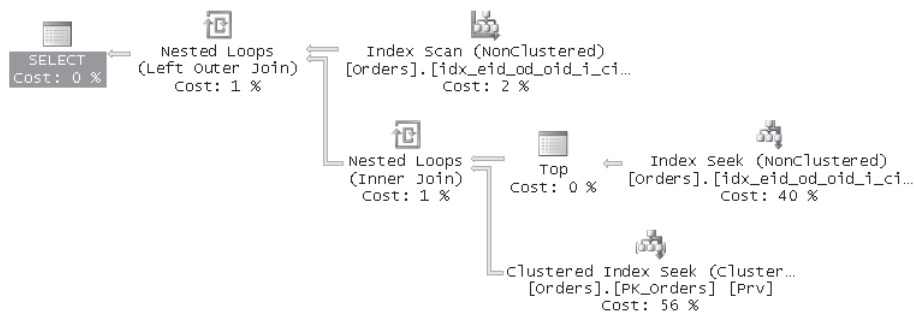 SELECT
Cost: 0 %
Nested Loops
(Left Outer Join)
Cost: 1 %
Index Scan (NonClustered)
[Orders].[idx_eid_od_oid_i_ci…
Cost: 2 %
Nested Loops
(Inner Join)
Cost: 1 %
Top
Cost: 0 %
Index Seek (NonClustered)
[Orders].[idx_eid_od_oid_i_ci…
Cost: 40 %
Clustered Index Seek (Cluster…
[Orders].[PK_Orders] [Prv]
Cost: 56 %